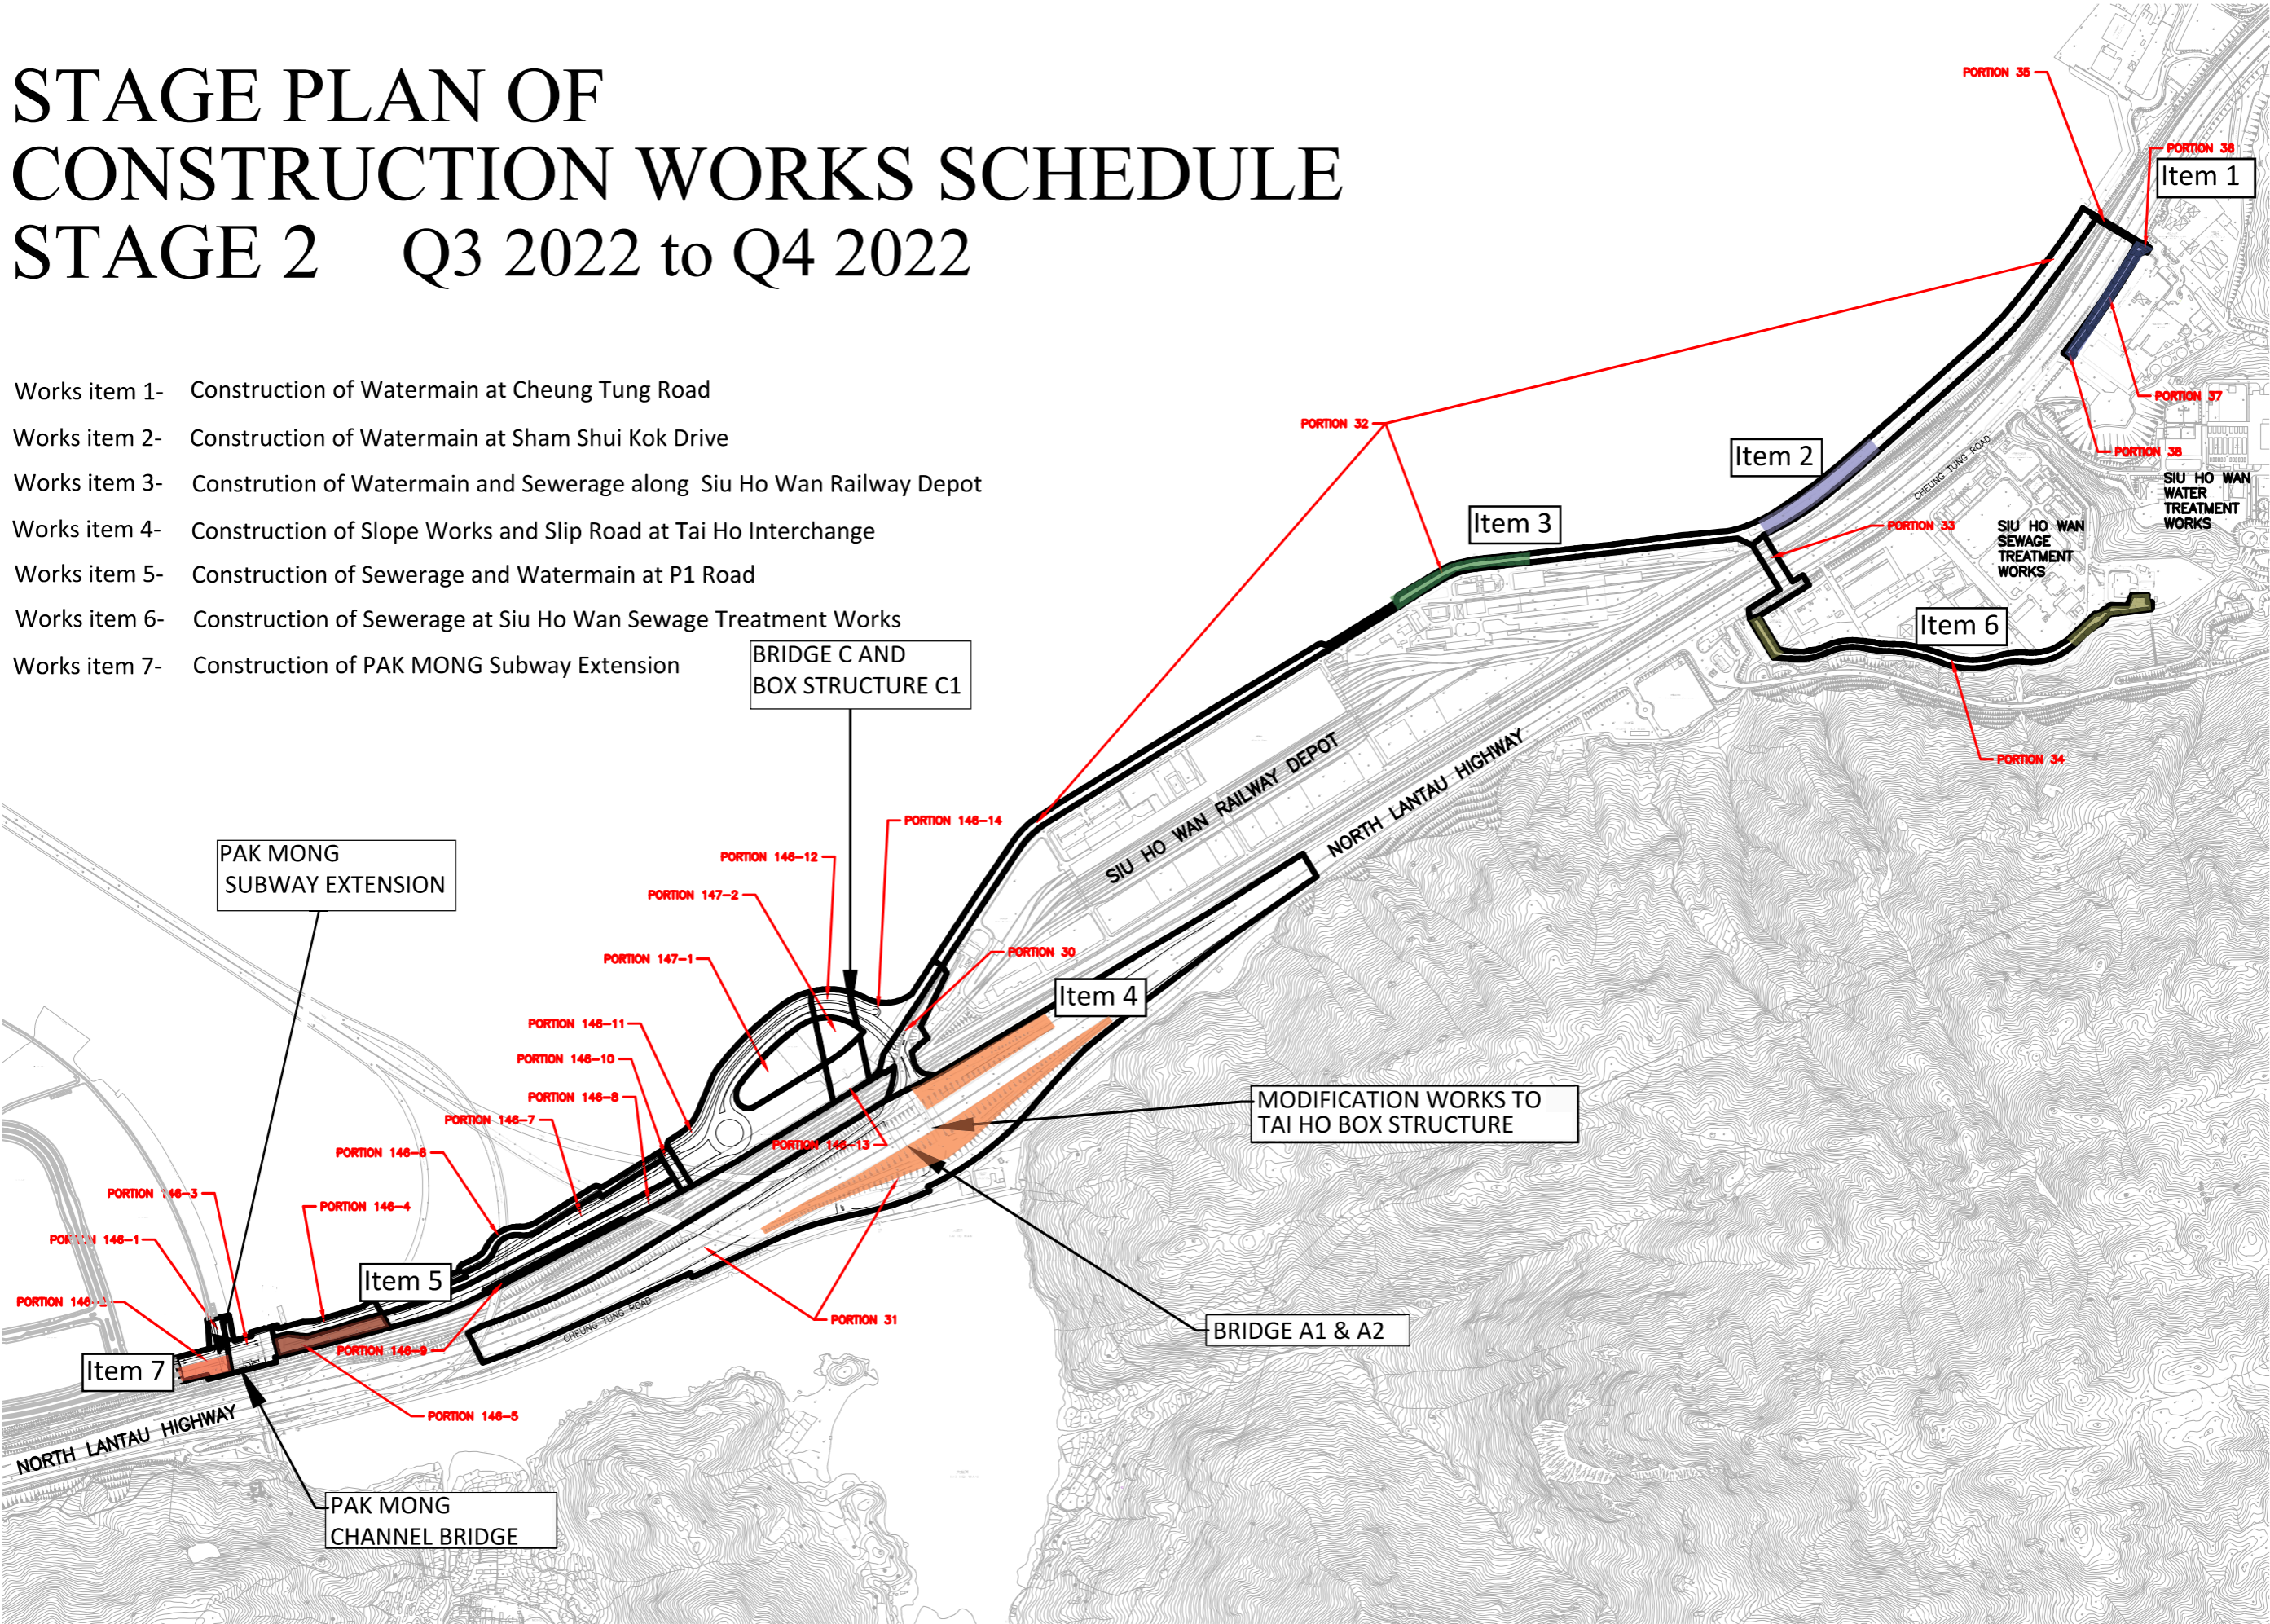 STAGE PLAN OF
CONSTRUCTION WORKS SCHEDULE
STAGE 2 Q3 2022 to Q4 2022
Works item 1- Construction of Watermain at Cheung Tung Road
Works item 2- Construction of Watermain at Sham Shui Kok Drive
Works item 3- Constrution of Watermain and Sewerage along Siu Ho Wan Railway Depot
Works item 4- Construction of Slope Works and Slip Road at Tai Ho Interchange
Works item 5- Construction of Sewerage and Watermain at P1 Road
Works item 6- Construction of Sewerage at Siu Ho Wan Sewage Treatment Works
Works item 7- Construction of PAK MONG Subway Extension
PORTION 35
PORTION 36
Item 1
PORTION 37
PORTION 38
SIU HO WAN
WATER
TREATMENT
WORKS
CHEUNG TUNG ROAD
PORTION 32
Item 2
Item 3
PORTION 33
SIU HO WAN
SEWAGE
TREATMENT
WORKS
Item 6
PORTION 34
BRIDGE C AND
BOX STRUCTURE C1
SIU HO WAN RAILWAY DEPOT
NORTH LANTAU HIGHWAY
PAK MONG
SUBWAY EXTENSION
PORTION 146-14
PORTION 146-12
PORTION 147-2
PORTION 147-1
PORTION 30
Item 4
PORTION 146-11
PORTION 146-10
PORTION 146-8
PORTION 146-7
PORTION 146-6
PORTION 146-13
MODIFICATION WORKS TO
TAI HO BOX STRUCTURE
PORTION 146-3
PORTION 146-4
PORTION 146-1
Item 5
PORTION 146-
PORTION 31
CHEUNG TUNG ROAD
BRIDGE A1 & A2
PORTION 146-9
Item 7
PORTION 146-5
NORTH LANTAU HIGHWAY
PAK MONG
CHANNEL BRIDGE